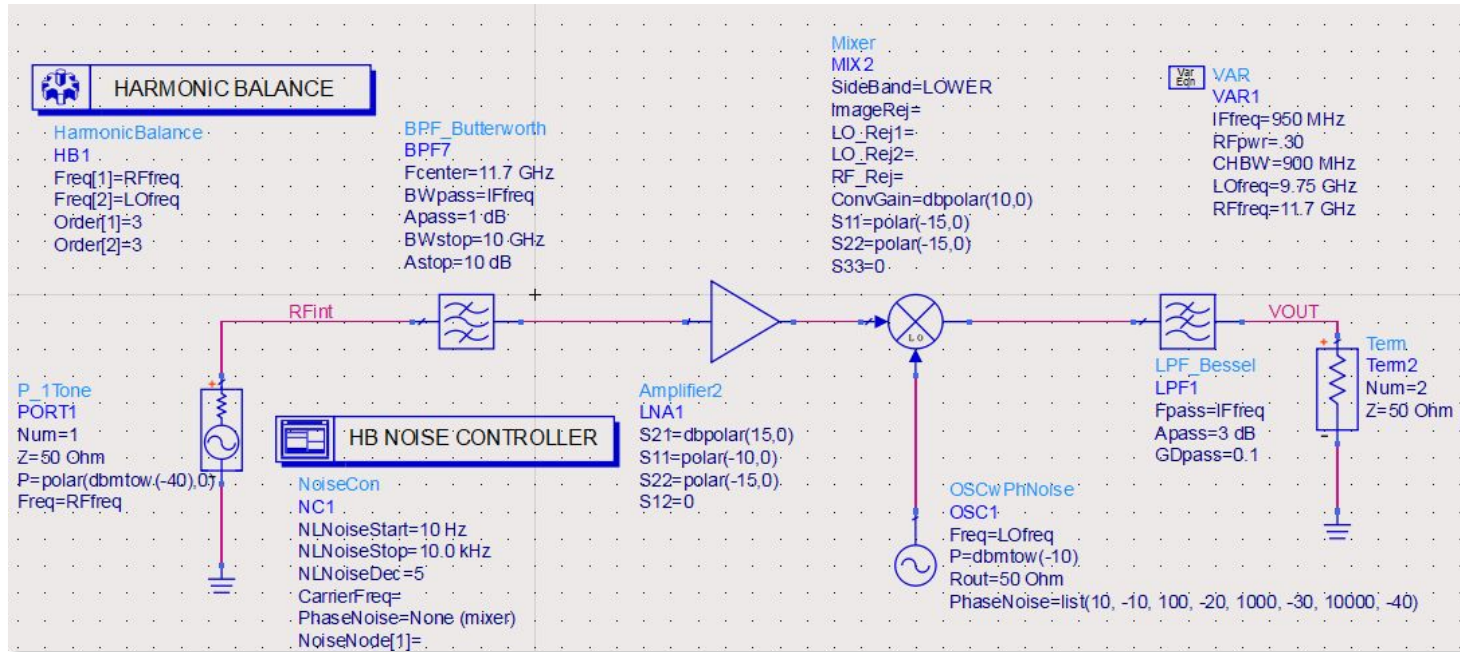 HARMONIC BALANCE
HarmonicBalance
HB1
Freq[1]=RFfreq
Freq[2]=LOfreq
Order[1]=3
Order[2]=3
BPF_Butterworth
BPF7
Fcenter=11.7 GHz
BWpass=IFfreq
Apass=1 dB
BWstop=10 GHz
Astop=10 dB
Mixer
MIX2
SideBand=LOWER
ImageRej=
LO_Rej1=
LO_Rej2=
RF_Rej=
ConvGain=dbpolar(10,0)
S11=polar(-15,0)
S22=polar(-15,0)
S33=0
Var
Eqn
VAR
VAR1
IFfreq=950 MHz
RFpwr=.30
CHBW=900 MHz
LOfreq=9.75 GHz
RFfreq=11.7 GHz
RFint
LO
VOUT
P_1Tone
PORT1
Num=1
Z=50 Ohm
P=polar(dbmtow(-40),0)
Freq=RFfreq
HB NOISE CONTROLLER
NoiseCon
NC1
NLNoiseStart=10 Hz
NLNoiseStop=10.0 kHz
NLNoiseDec=5
CarrierFreq=
PhaseNoise=None (mixer)
NoiseNode[1]=
Amplifier2
LNA1
S21=dbpolar(15,0)
S11=polar(-10,0)
S22=polar(-15,0)
S12=0
OSCwPhNoise
OSC1
Freq=LOfreq
P=dbmtow(-10)
Rout=50 Ohm
PhaseNoise=list(10, -10, 100, -20, 1000, -30, 10000, -40)
LPF_Bessel
LPF1
Fpass=IFfreq
Apass=3 dB
GDpass=0.1
Term
Term2
Num=2
Z=50 Ohm